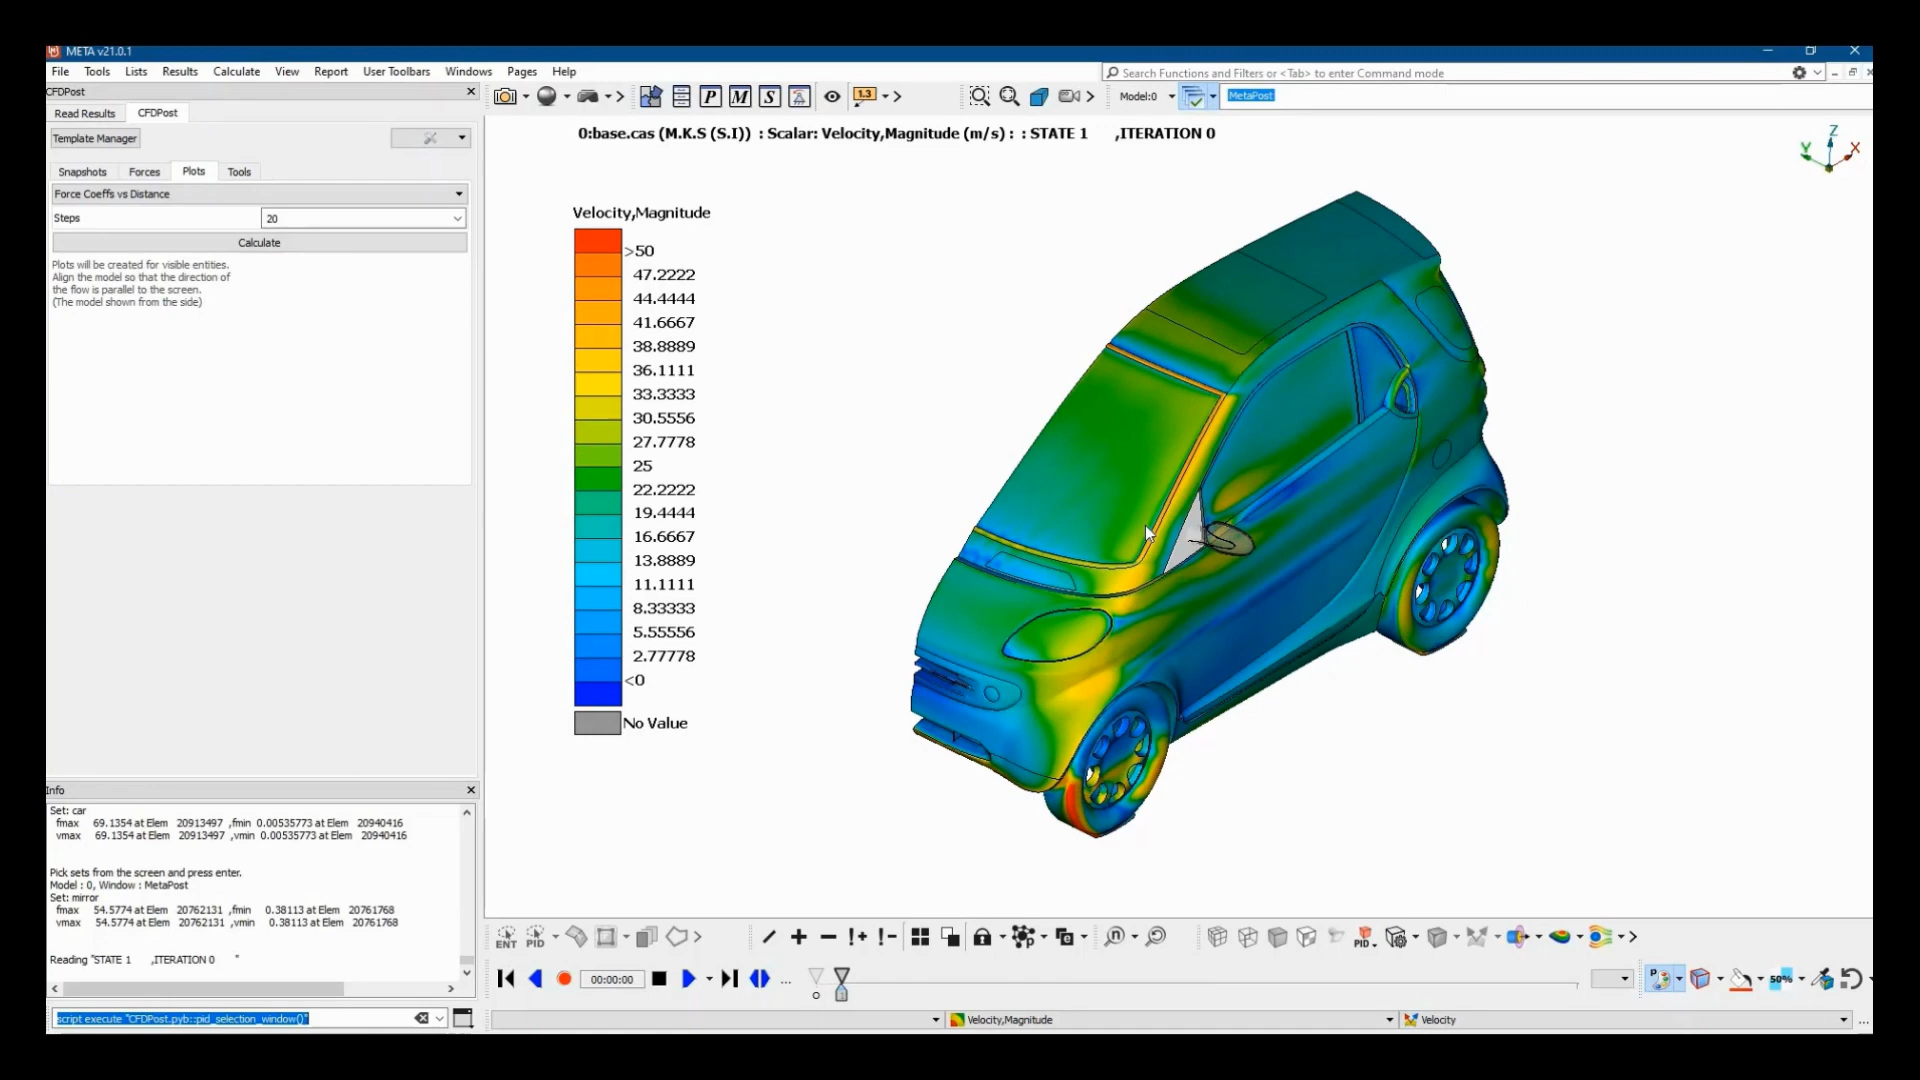 META v21.0.1
File Tools Lists Results Calculate View Report User Toolbars Windows Pages Help
Search Functions and Filters or <Tab> to enter Command mode
CFDPost
P M S 1.3 Model:0 MetaPost
Read Results CFDPost
Template Manager
Snapshots Forces Plots Tools
Force Coeffs vs Distance
Steps 20
Calculate
Plots will be created for visible entities.
Align the model so that the direction of
the flow is parallel to the screen.
(The model shown from the side)
0:base.cas (M.K.S (S.I)) : Scalar: Velocity,Magnitude (m/s) : : STATE 1 ,ITERATION 0
Z
Y X
Velocity,Magnitude
>50
47.2222
44.4444
41.6667
38.8889
36.1111
33.3333
30.5556
27.7778
25
22.2222
19.4444
16.6667
13.8889
11.1111
8.33333
5.55556
2.77778
<0
No Value
Info
Set: car
fmax 69.1354 at Elem 20913497 ,fmin 0.00535773 at Elem 20940416
vmax 69.1354 at Elem 20913497 ,vmin 0.00535773 at Elem 20940416
Pick sets from the screen and press enter.
Model : 0, Window : MetaPost
Set: mirror
fmax 54.5774 at Elem 20762131 ,fmin 0.38113 at Elem 20761768
vmax 54.5774 at Elem 20762131 ,vmin 0.38113 at Elem 20761768
Reading "STATE 1 ,ITERATION 0 "
script execute "CFDPost.pyb::pid_selection_window()"
ENT PID PID
00:00:00 ... 50%
Velocity,Magnitude Velocity ...